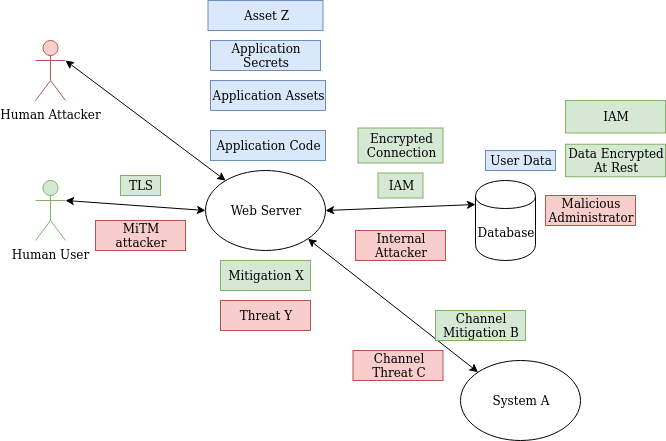 Asset Z
Application
Secrets
Application Assets
Application Code
Human Attacker
Encrypted
Connection
IAM
IAM
User Data
Data Encrypted
At Rest
TLS
MiTM
attacker
Human User
Web Server
Internal
Attacker
Database
Malicious
Administrator
Mitigation X
Threat Y
Channel
Mitigation B
Channel
Threat C
System A